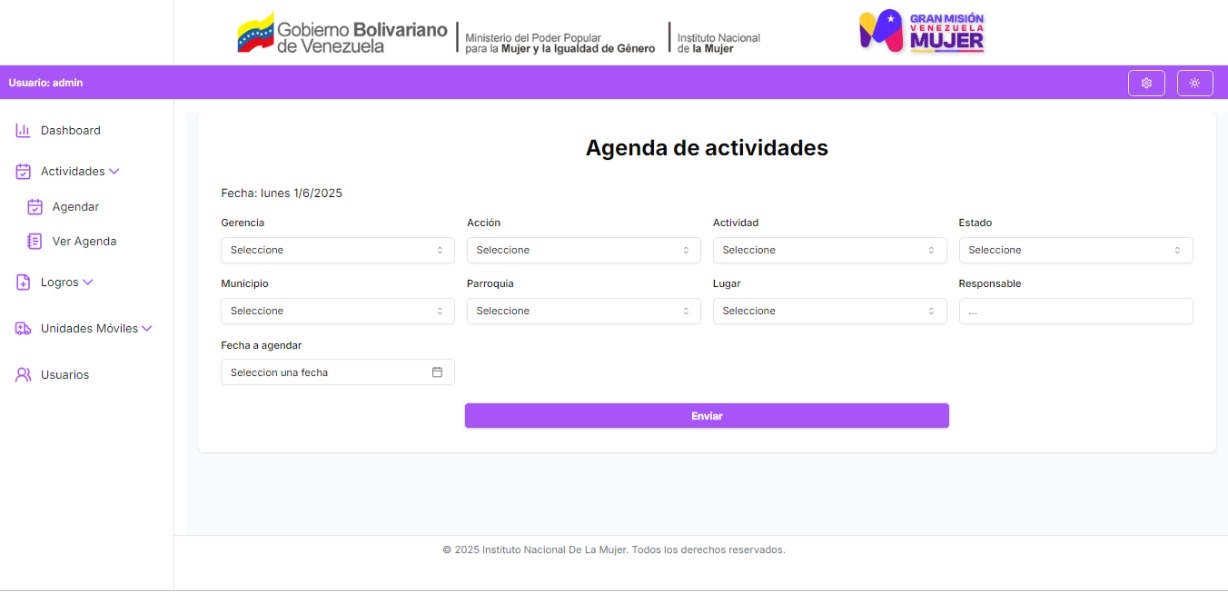 Gobierno Bolivariano
de Venezuela
Ministerio del Poder Popular
para la Mujer y la Igualdad de Género
Instituto Nacional
de la Mujer
GRAN MISIÓN
VENEZUELA
MUJER
Usuario: admin
Dashboard
Actividades
Agendar
Ver Agenda
Logros
Unidades Móviles
Usuarios
Agenda de actividades
Fecha: lunes 1/6/2025
Gerencia
Acción
Actividad
Estado
Seleccione
Seleccione
Seleccione
Seleccione
Municipio
Parroquia
Lugar
Responsable
Seleccione
Seleccione
Seleccione
...
Fecha a agendar
Seleccion una fecha
Enviar
© 2025 Instituto Nacional De La Mujer. Todos los derechos reservados.